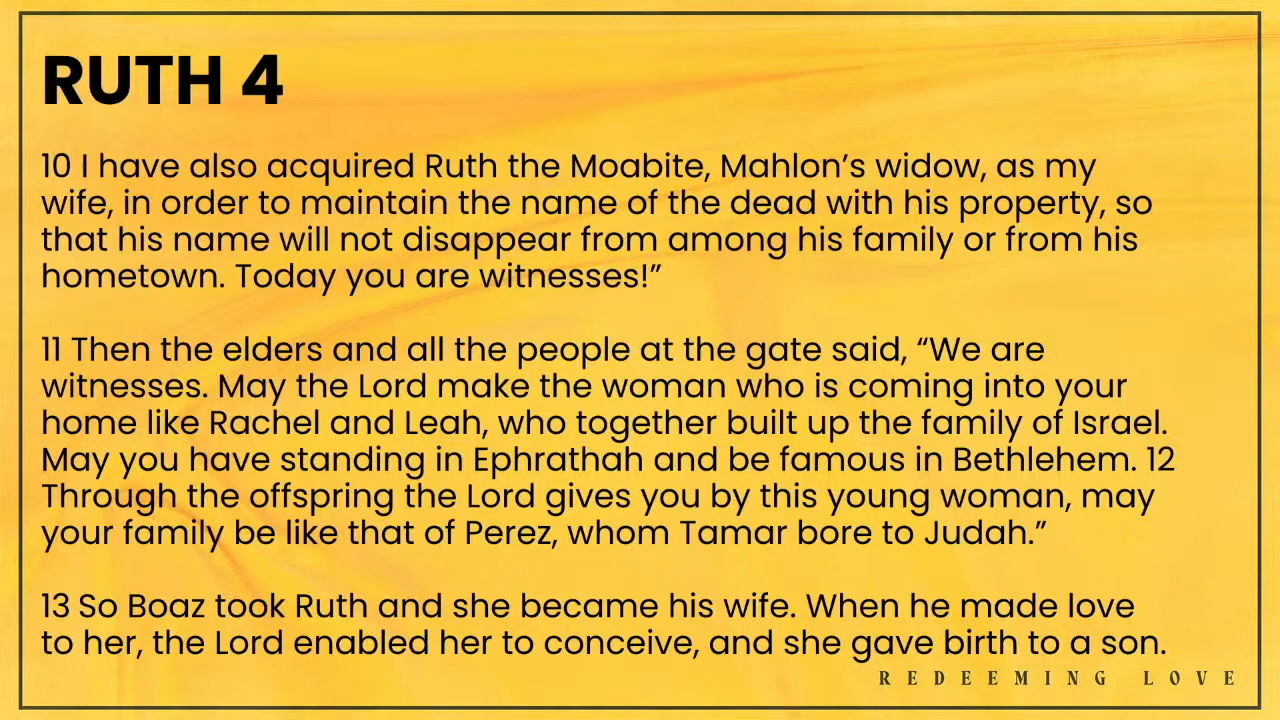 RUTH 4
10 I have also acquired Ruth the Moabite, Mahlon’s widow, as my
wife, in order to maintain the name of the dead with his property, so
that his name will not disappear from among his family or from his
hometown. Today you are witnesses!”
11 Then the elders and all the people at the gate said, “We are
witnesses. May the Lord make the woman who is coming into your
home like Rachel and Leah, who together built up the family of Israel.
May you have standing in Ephrathah and be famous in Bethlehem. 12
Through the offspring the Lord gives you by this young woman, may
your family be like that of Perez, whom Tamar bore to Judah.”
13 So Boaz took Ruth and she became his wife. When he made love
to her, the Lord enabled her to conceive, and she gave birth to a son.
REDEEMING LOVE